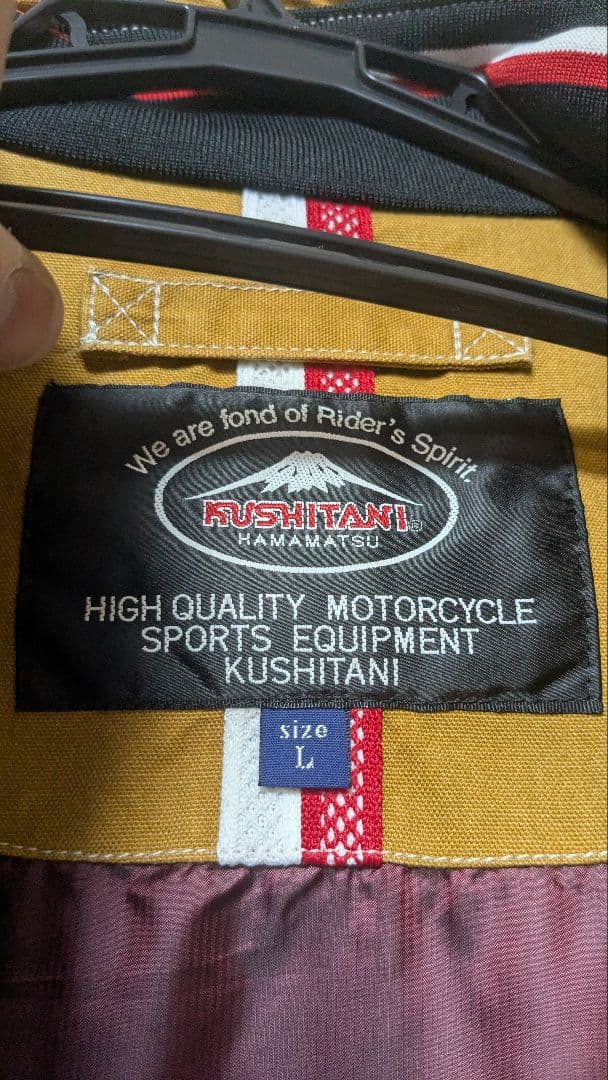 We are fond of Rider's Spirit.
KUSHITANI®
HAMAMATSU
HIGH QUALITY MOTORCYCLE
SPORTS EQUIPMENT
KUSHITANI
size
L